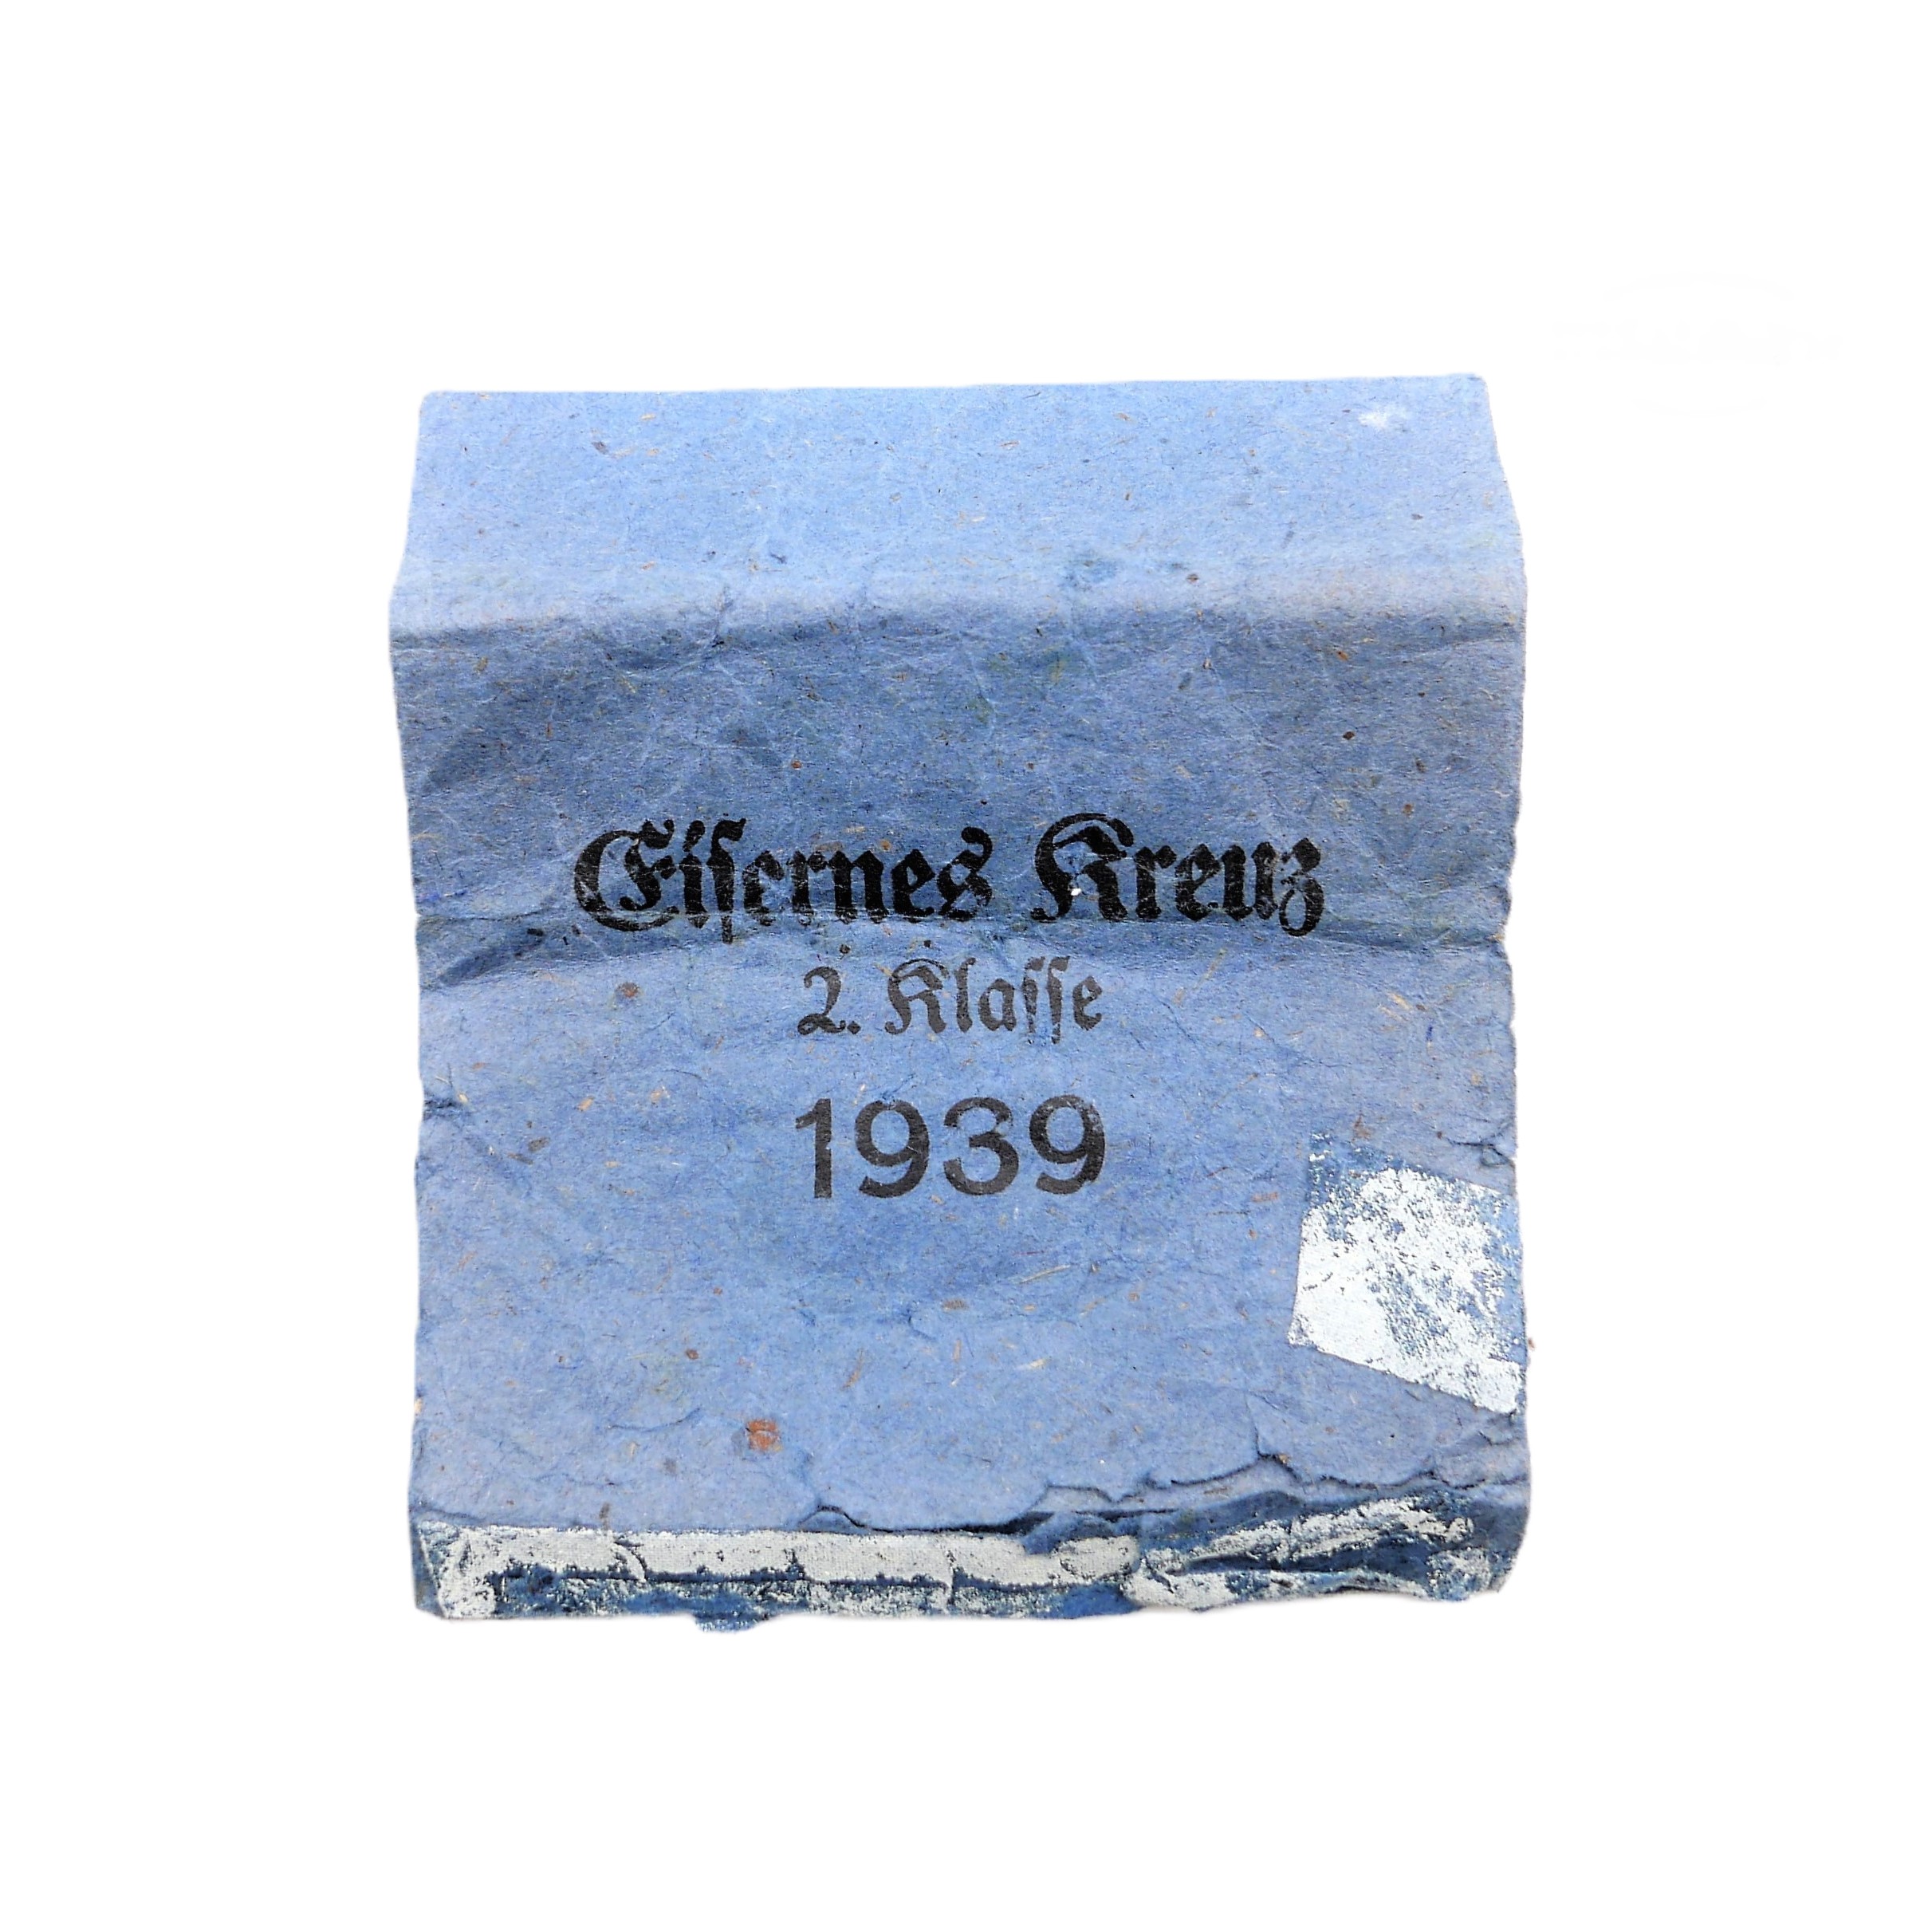 Eisernes Kreuz
2. Klasse
1939